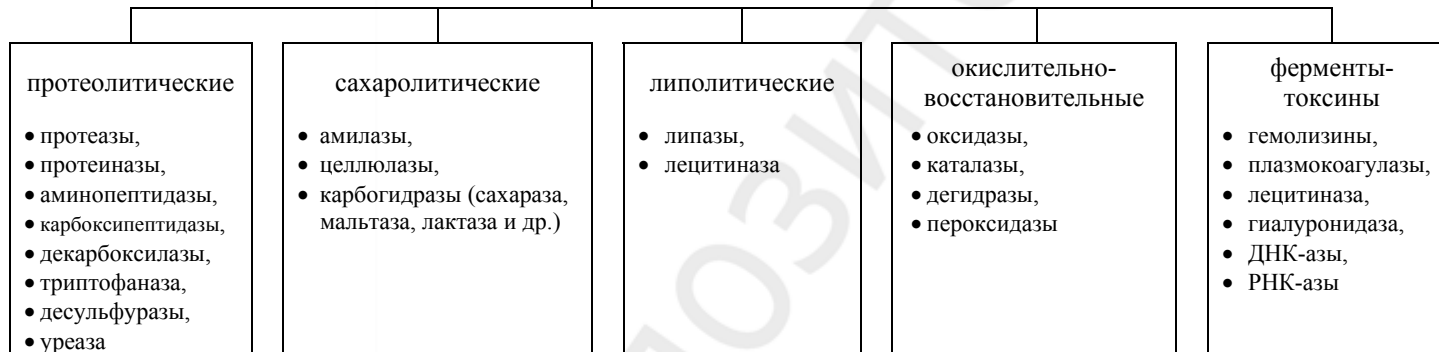 протеолитические
• протеазы,
• протеиназы,
• аминопептидазы,
• карбоксипептидазы,
• декарбоксилазы,
• триптофаназа,
• десульфуразы,
• уреаза
сахаролитические
• амилазы,
• целлюлазы,
• карбогидразы (сахараза,
мальтаза, лактаза и др.)
липолитические
• липазы,
• лецитиназа
окислительно-
восстановительные
• оксидазы,
• каталазы,
• дегидразы,
• пероксидазы
ферменты-
токсины
• гемолизины,
• плазмокоагулазы,
• лецитиназа,
• гиалуронидаза,
• ДНК-азы,
• РНК-азы